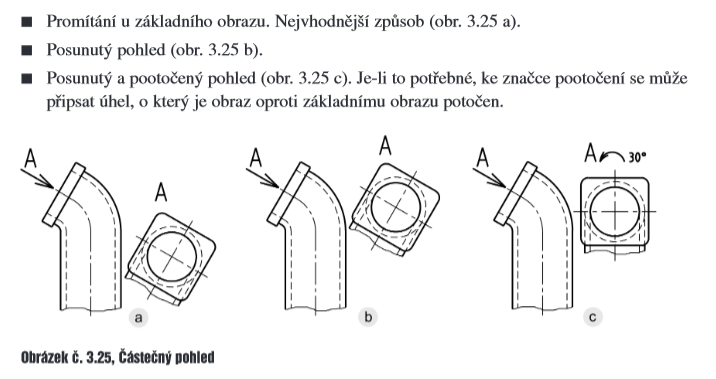 ■ Promítání u základního obrazu. Nejvhodnější způsob (obr. 3.25 a).
■ Posunutý pohled (obr. 3.25 b).
■ Posunutý a pootočený pohled (obr. 3.25 c). Je-li to potřebné, ke značce pootočení se může
připsat úhel, o který je obraz oproti základnímu obrazu potočen.
A
A
a
A
A
b
A
A 30°
c
Obrázek č. 3.25, Částečný pohled